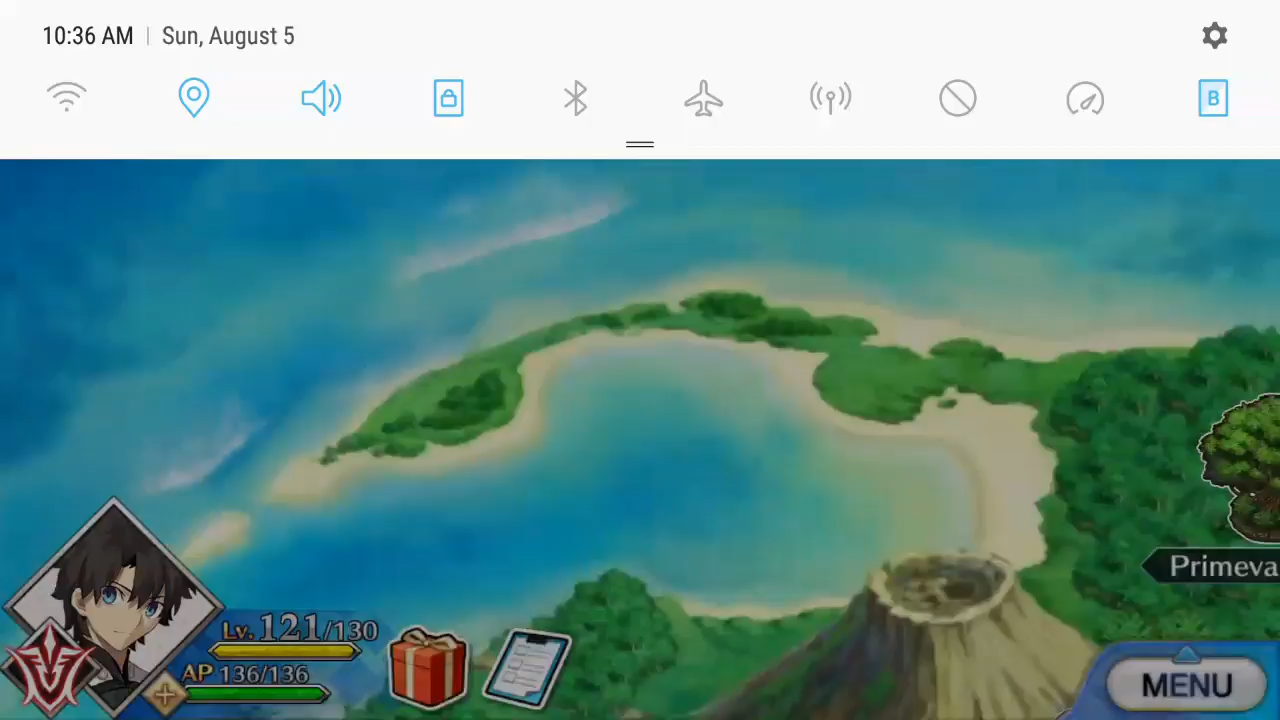 10:36 AM | Sun, August 5
B
Primeva
Lv. 121/130
AP 136/136
MENU